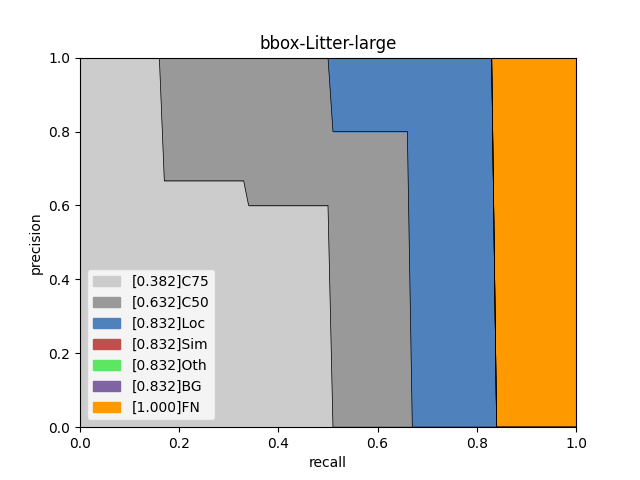 bbox-Litter-large
precision
1.0
0.8
0.6
0.4
0.2
0.0
[0.382]C75
[0.632]C50
[0.832]Loc
[0.832]Sim
[0.832]Oth
[0.832]BG
[1.000]FN
0.0 0.2 0.4 0.6 0.8 1.0
recall